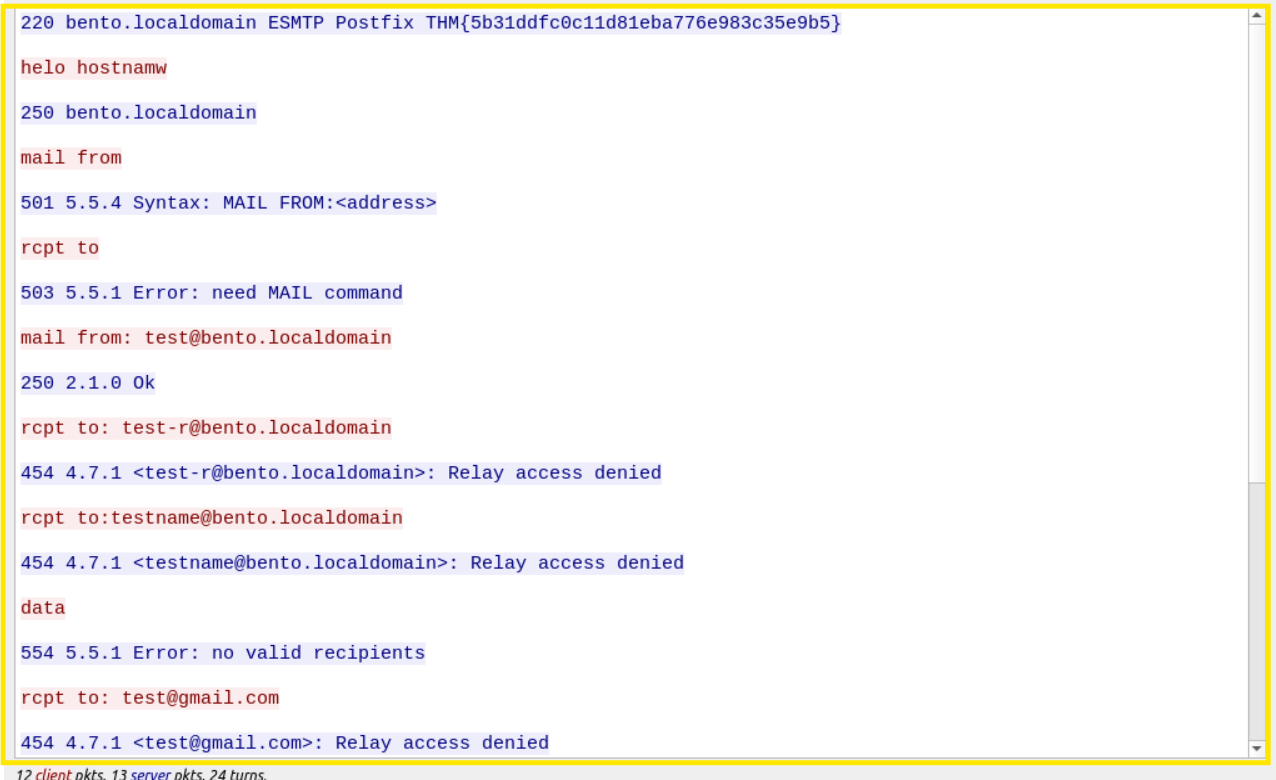 220 bento.localdomain ESMTP Postfix THM{5b31ddfc0c11d81eba776e983c35e9b5}
helo hostnamw
250 bento.localdomain
mail from
501 5.5.4 Syntax: MAIL FROM:<address>
rcpt to
503 5.5.1 Error: need MAIL command
mail from: test@bento.localdomain
250 2.1.0 Ok
rcpt to: test-r@bento.localdomain
454 4.7.1 <test-r@bento.localdomain>: Relay access denied
rcpt to:testname@bento.localdomain
454 4.7.1 <testname@bento.localdomain>: Relay access denied
data
554 5.5.1 Error: no valid recipients
rcpt to: test@gmail.com
454 4.7.1 <test@gmail.com>: Relay access denied
12 client pkts, 13 server pkts, 24 turns.